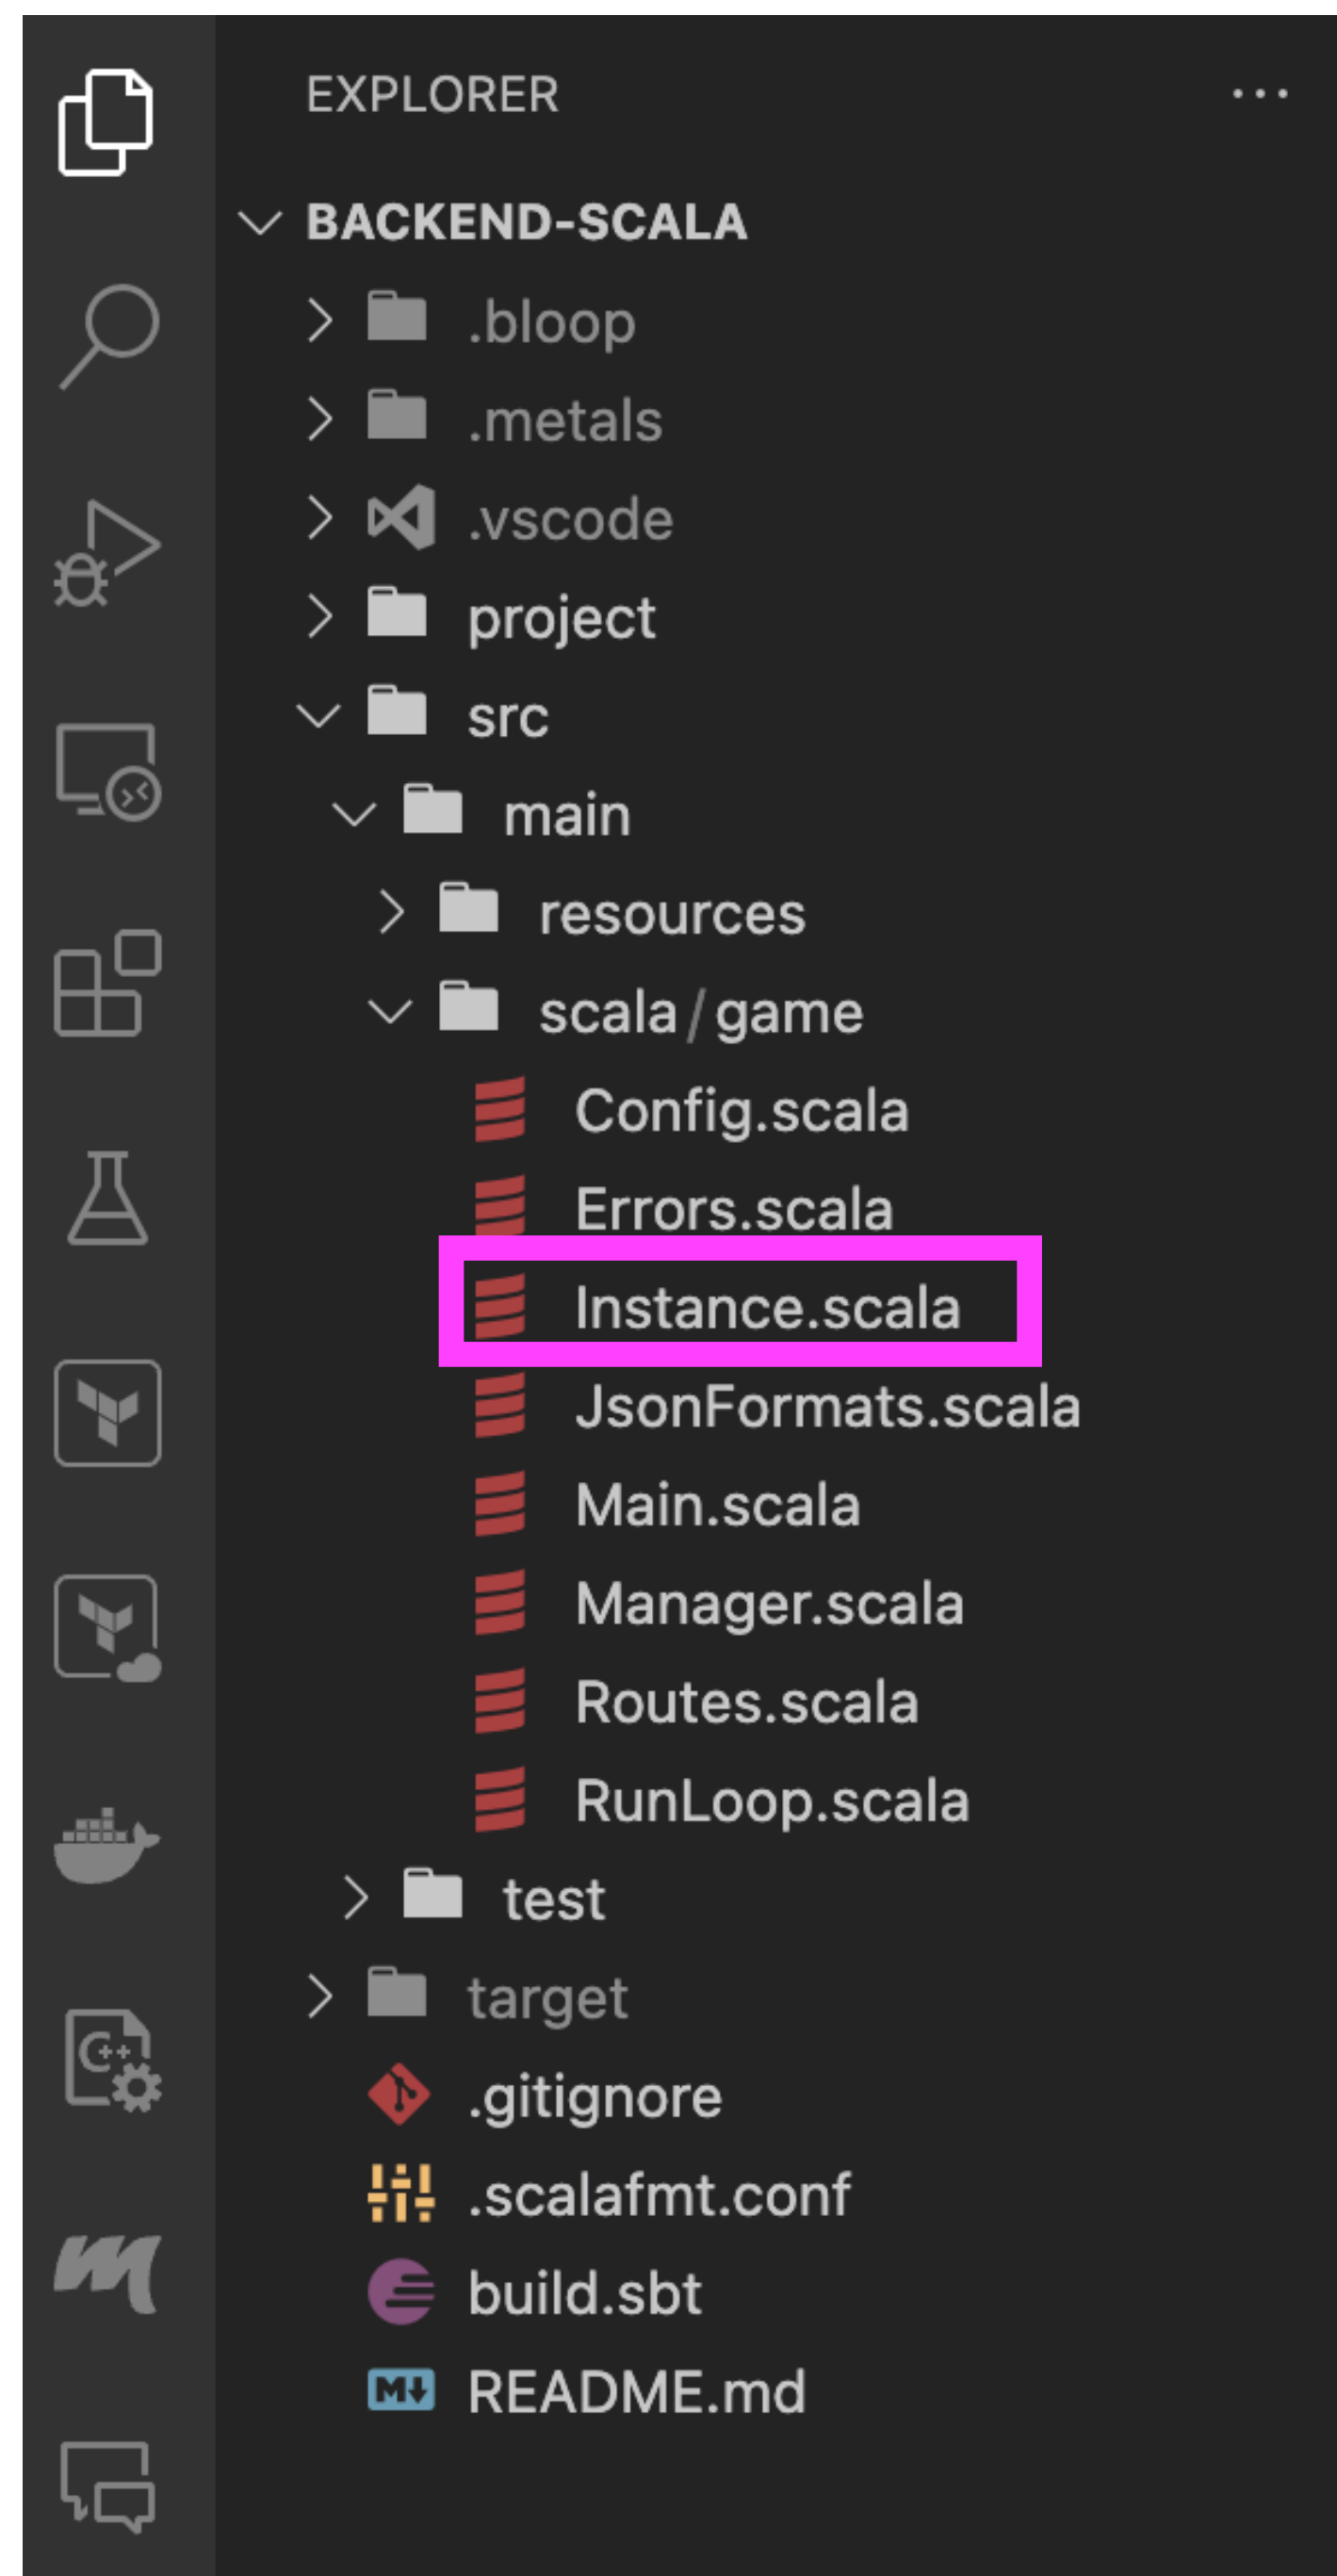 EXPLORER
BACKEND-SCALA
.bloop
.metals
.vscode
project
src
main
resources
scala/game
Config.scala
Errors.scala
Instance.scala
JsonFormats.scala
Main.scala
Manager.scala
Routes.scala
RunLoop.scala
test
target
.gitignore
.scalafmt.conf
build.sbt
README.md